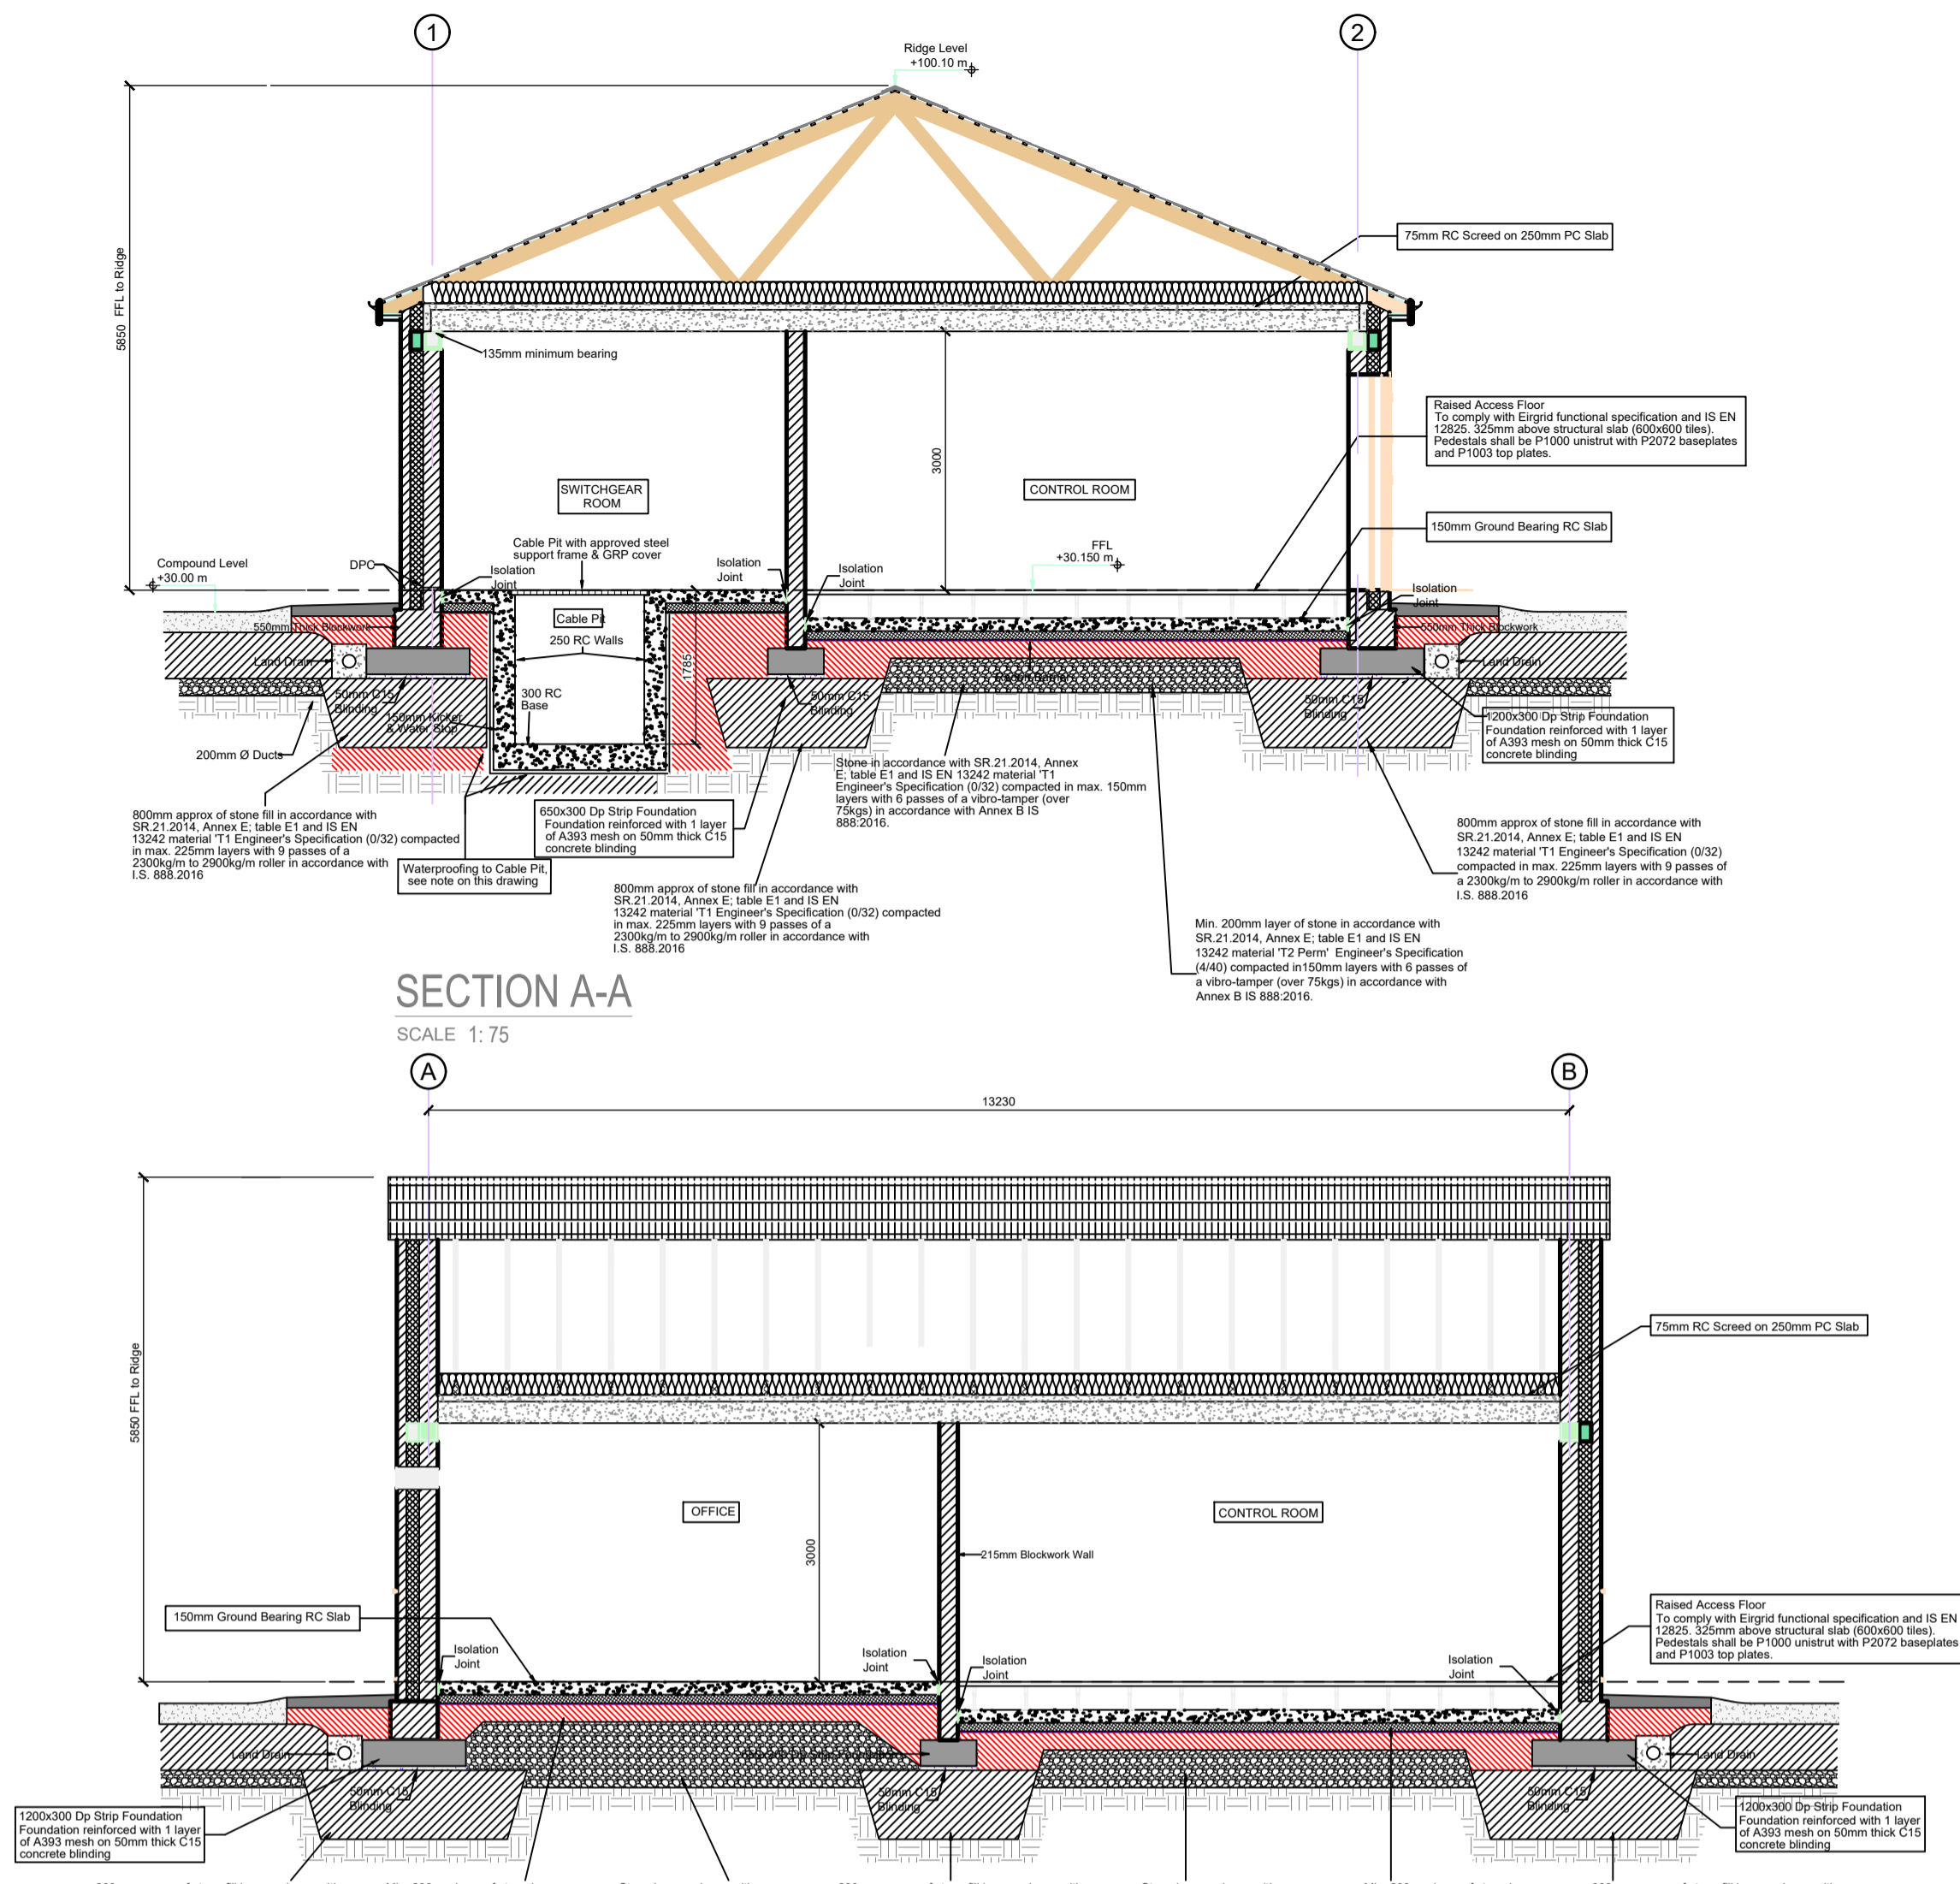 1
2
Ridge Level
+100.10 m
5850 FFL to Ridge
75mm RC Screed on 250mm PC Slab
135mm minimum bearing
Raised Access Floor
To comply with Eirgrid functional specification and IS EN
12825. 325mm above structural slab (600x600 tiles).
Pedestals shall be P1000 unistrut with P2072 baseplates
and P1003 top plates.
3000
SWITCHGEAR
ROOM
CONTROL ROOM
150mm Ground Bearing RC Slab
Cable Pit with approved steel
support frame & GRP cover
FFL
+30.150 m
Compound Level
+30.00 m
DPC
Isolation
Joint
Isolation
Joint
Isolation
Joint
Isolation
Joint
Cable Pit
550mm Thick Blockwork
250 RC Walls
550mm Thick Blockwork
Land Drain
1785
Land Drain
Radon Barrier
50mm C15
Blinding
300 RC
Base
50mm C15
Blinding
50mm C15
Blinding
150mm Kicker
& Water Stop
1200x300 Dp Strip Foundation
Foundation reinforced with 1 layer
of A393 mesh on 50mm thick C15
concrete blinding
200mm Ø Ducts
Stone in accordance with SR.21.2014, Annex
E; table E1 and IS EN 13242 material 'T1
Engineer's Specification (0/32) compacted in max. 150mm
layers with 6 passes of a vibro-tamper (over
75kgs) in accordance with Annex B IS
888:2016.
800mm approx of stone fill in accordance with
SR.21.2014, Annex E; table E1 and IS EN
13242 material 'T1 Engineer's Specification (0/32) compacted
in max. 225mm layers with 9 passes of a
2300kg/m to 2900kg/m roller in accordance with
I.S. 888.2016
650x300 Dp Strip Foundation
Foundation reinforced with 1 layer
of A393 mesh on 50mm thick C15
concrete blinding
Waterproofing to Cable Pit,
see note on this drawing
800mm approx of stone fill in accordance with
SR.21.2014, Annex E; table E1 and IS EN
13242 material 'T1 Engineer's Specification (0/32)
compacted in max. 225mm layers with 9 passes of
a 2300kg/m to 2900kg/m roller in accordance with
I.S. 888.2016
800mm approx of stone fill in accordance with
SR.21.2014, Annex E; table E1 and IS EN
13242 material 'T1 Engineer's Specification (0/32) compacted
in max. 225mm layers with 9 passes of a
2300kg/m to 2900kg/m roller in accordance with
I.S. 888.2016
Min. 200mm layer of stone in accordance with
SR.21.2014, Annex E; table E1 and IS EN
13242 material 'T2 Perm' Engineer's Specification
(4/40) compacted in150mm layers with 6 passes of
a vibro-tamper (over 75kgs) in accordance with
Annex B IS 888:2016.
SECTION A-A
SCALE 1: 75
A
B
13230
5850 FFL to Ridge
75mm RC Screed on 250mm PC Slab
OFFICE
CONTROL ROOM
3000
215mm Blockwork Wall
150mm Ground Bearing RC Slab
Raised Access Floor
To comply with Eirgrid functional specification and IS EN
12825. 325mm above structural slab (600x600 tiles).
Pedestals shall be P1000 unistrut with P2072 baseplates
and P1003 top plates.
Isolation
Joint
Isolation
Joint
Isolation
Joint
Isolation
Joint
Land Drain
650x300 Dp Strip Foundation
Land Drain
50mm C15
Blinding
50mm C15
Blinding
50mm C15
Blinding
1200x300 Dp Strip Foundation
Foundation reinforced with 1 layer
of A393 mesh on 50mm thick C15
concrete blinding
1200x300 Dp Strip Foundation
Foundation reinforced with 1 layer
of A393 mesh on 50mm thick C15
concrete blinding